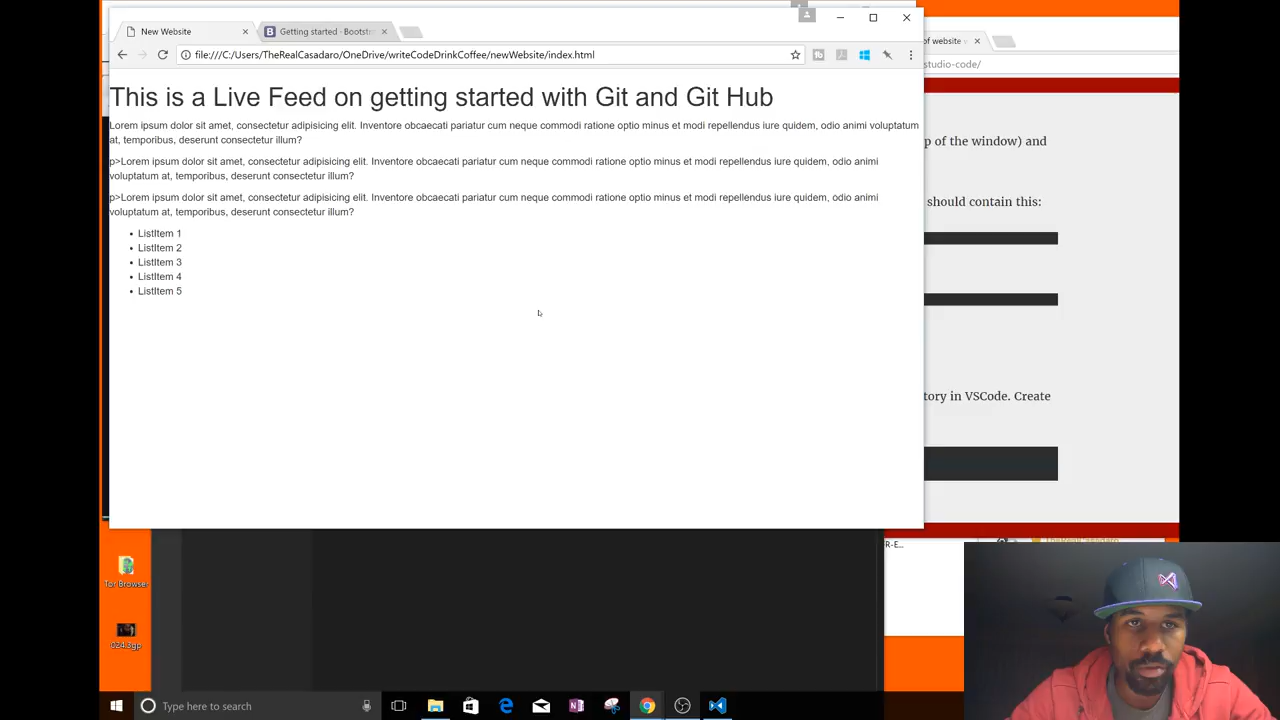 New Website
Getting started · Bootstr
of website
file:///C:/Users/TheRealCasadaro/OneDrive/writeCodeDrinkCoffee/newWebsite/index.html
studio-code/
This is a Live Feed on getting started with Git and Git Hub
Lorem ipsum dolor sit amet, consectetur adipisicing elit. Inventore obcaecati pariatur cum neque commodi ratione optio minus et modi repellendus iure quidem, odio animi voluptatum
at, temporibus, deserunt consectetur illum?
p>Lorem ipsum dolor sit amet, consectetur adipisicing elit. Inventore obcaecati pariatur cum neque commodi ratione optio minus et modi repellendus iure quidem, odio animi
voluptatum at, temporibus, deserunt consectetur illum?
p>Lorem ipsum dolor sit amet, consectetur adipisicing elit. Inventore obcaecati pariatur cum neque commodi ratione optio minus et modi repellendus iure quidem, odio animi
voluptatum at, temporibus, deserunt consectetur illum?
• ListItem 1
• ListItem 2
• ListItem 3
• ListItem 4
• ListItem 5
p of the window) and
should contain this:
tory in VSCode. Create
R-E...
Tor Browser
024.3gp
Type here to search